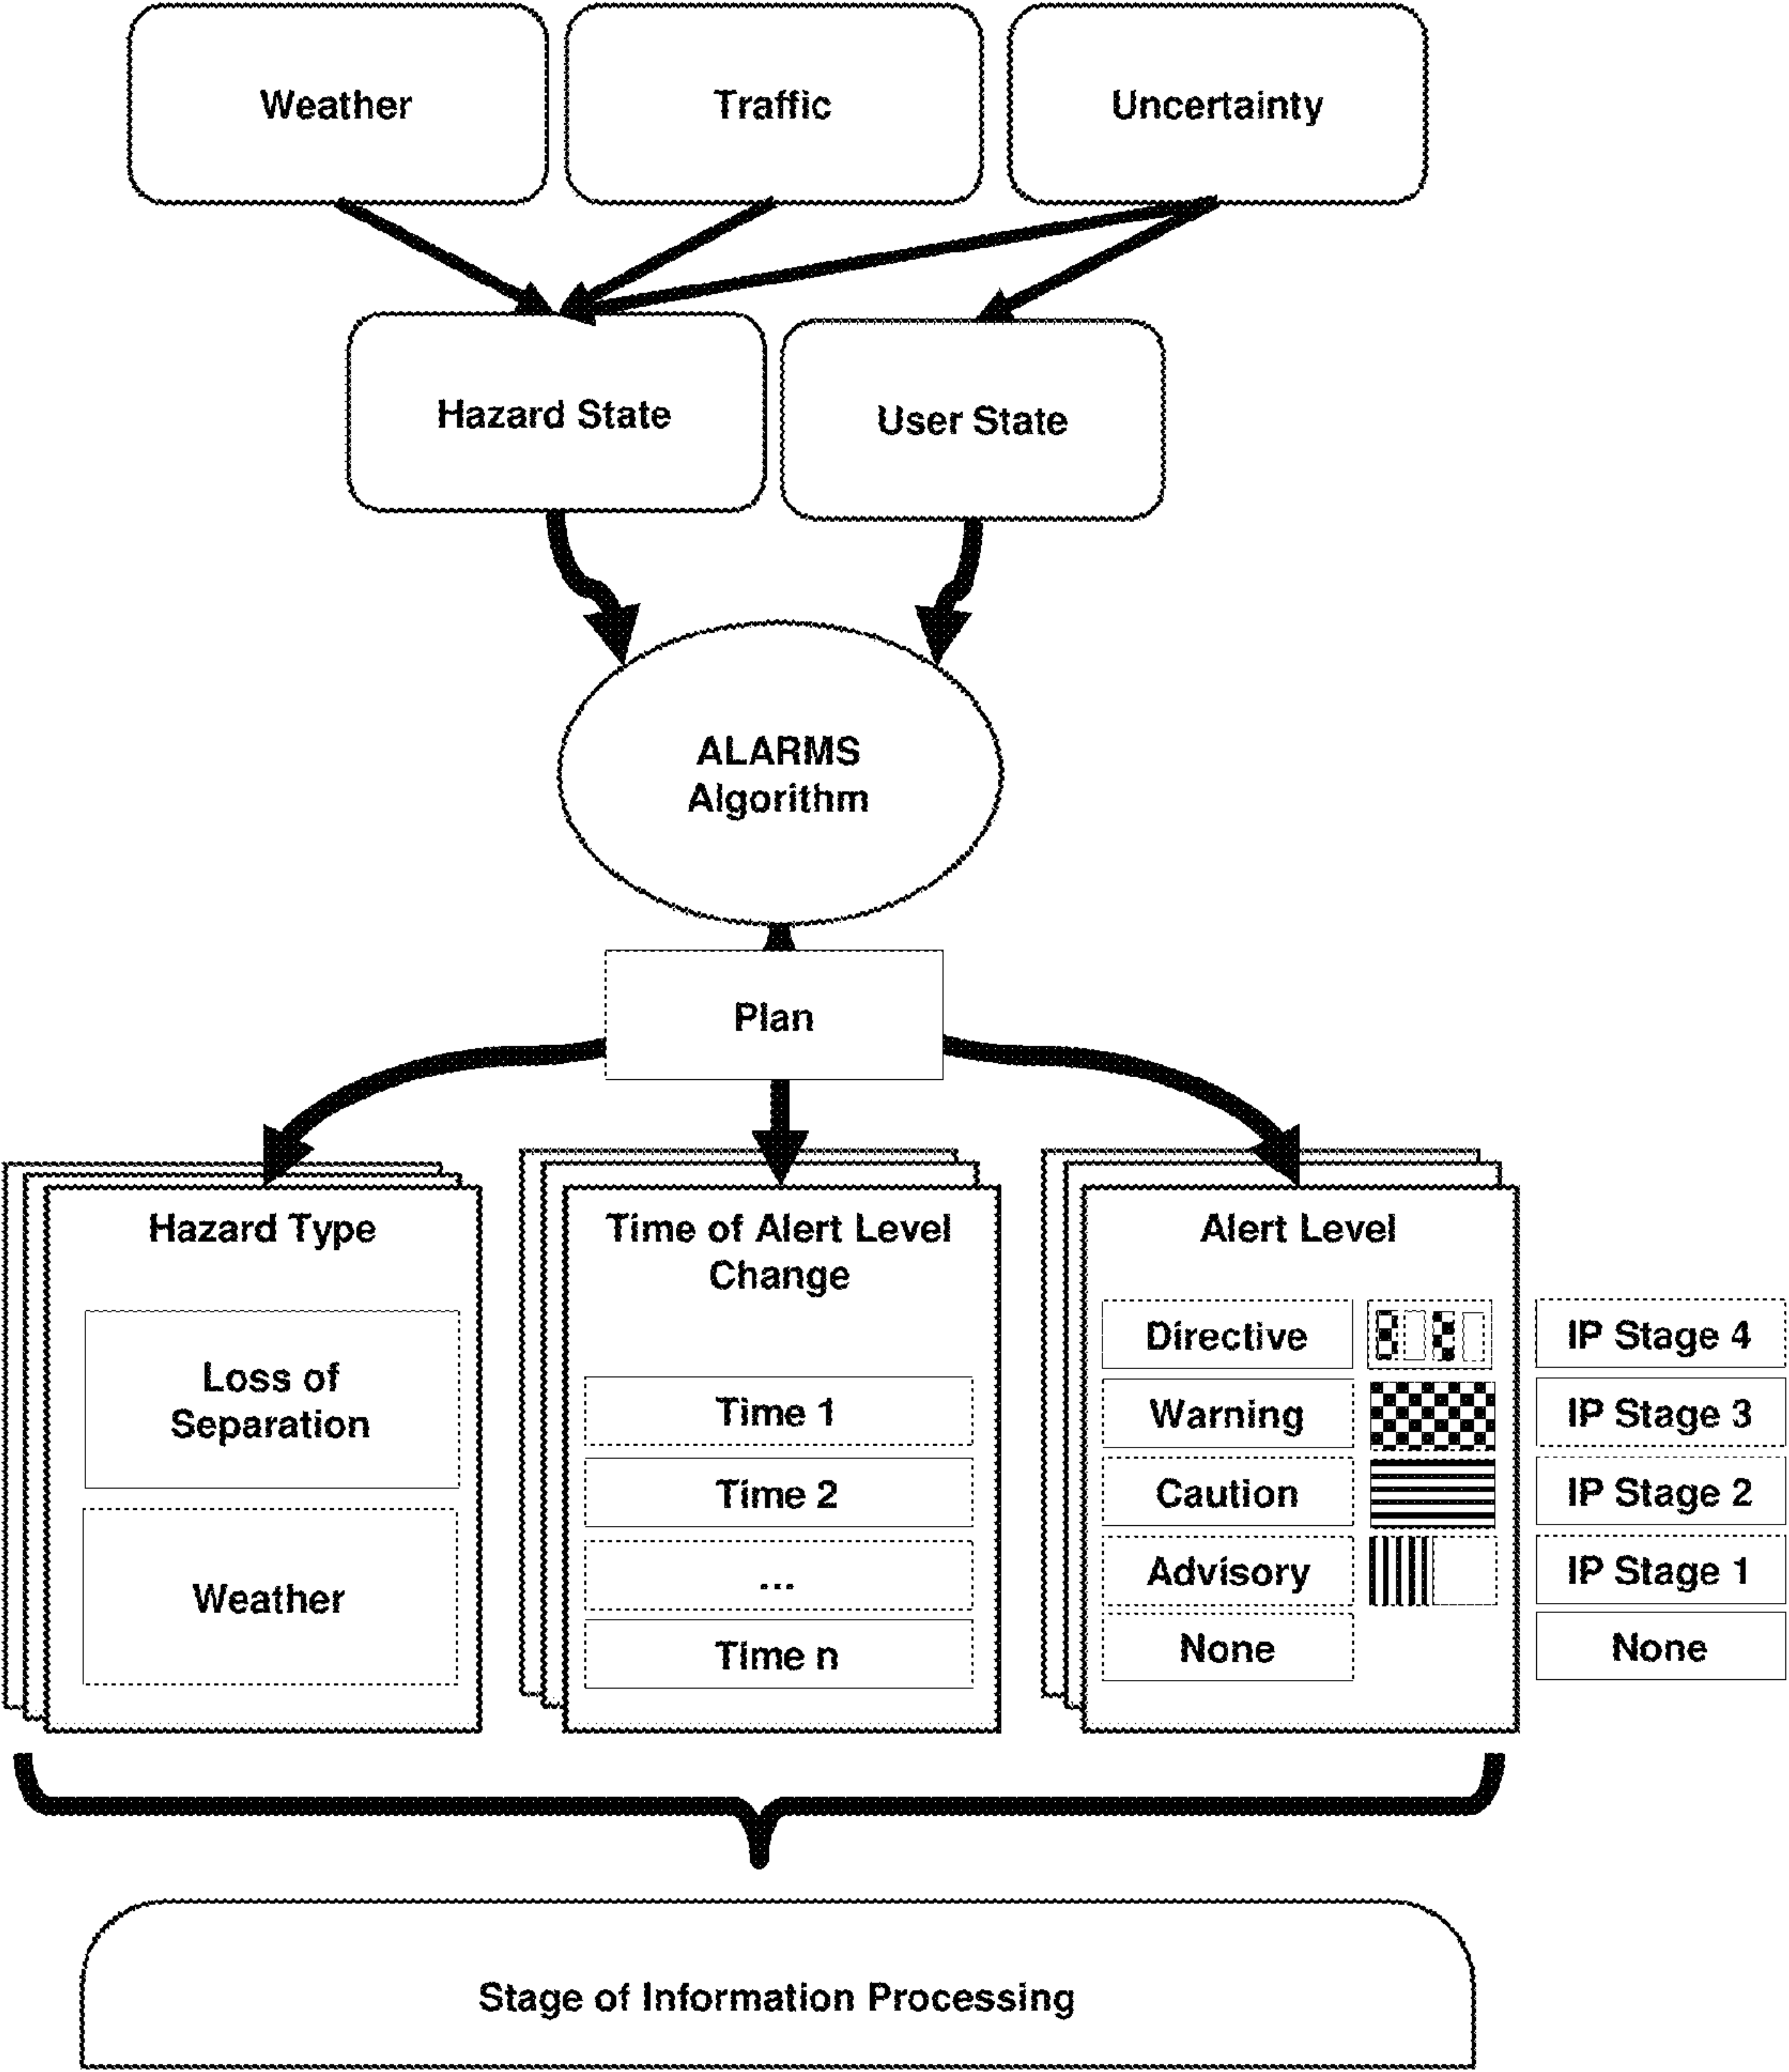 Weather
Traffic
Uncertainty
Hazard State
User State
ALARMS
Algorithm
Plan
Hazard Type
Loss of
Separation
Weather
Time of Alert Level
Change
Time 1
Time 2
...
Time n
Alert Level
Directive
IP Stage 4
Warning
IP Stage 3
Caution
IP Stage 2
Advisory
IP Stage 1
None
None
Stage of Information Processing